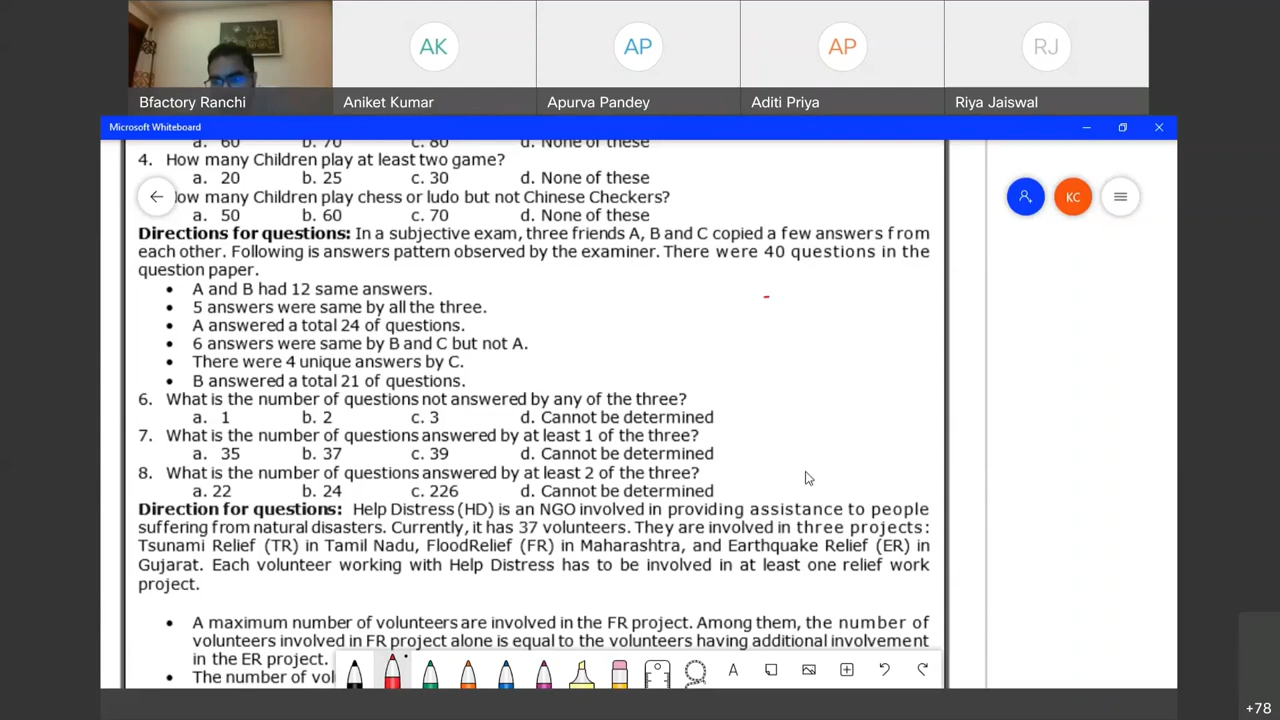 AK
AP
AP
RJ
Bfactory Ranchi
Aniket Kumar
Apurva Pandey
Aditi Priya
Riya Jaiswal
Microsoft Whiteboard
a. 60 b. 70 c. 80 d. None of these
4. How many Children play at least two game?
a. 20 b. 25 c. 30 d. None of these
ow many Children play chess or ludo but not Chinese Checkers?
a. 50 b. 60 c. 70 d. None of these
KC
Directions for questions: In a subjective exam, three friends A, B and C copied a few answers from
each other. Following is answers pattern observed by the examiner. There were 40 questions in the
question paper.
• A and B had 12 same answers.
• 5 answers were same by all the three.
• A answered a total 24 of questions.
• 6 answers were same by B and C but not A.
• There were 4 unique answers by C.
• B answered a total 21 of questions.
6. What is the number of questions not answered by any of the three?
a. 1 b. 2 c. 3 d. Cannot be determined
7. What is the number of questions answered by at least 1 of the three?
a. 35 b. 37 c. 39 d. Cannot be determined
8. What is the number of questions answered by at least 2 of the three?
a. 22 b. 24 c. 226 d. Cannot be determined
Direction for questions: Help Distress (HD) is an NGO involved in providing assistance to people
suffering from natural disasters. Currently, it has 37 volunteers. They are involved in three projects:
Tsunami Relief (TR) in Tamil Nadu, FloodRelief (FR) in Maharashtra, and Earthquake Relief (ER) in
Gujarat. Each volunteer working with Help Distress has to be involved in at least one relief work
project.
• A maximum number of volunteers are involved in the FR project. Among them, the number of
volunteers involved in FR project alone is equal to the volunteers having additional involvement
in the ER project.
• The number of vol
A
+78